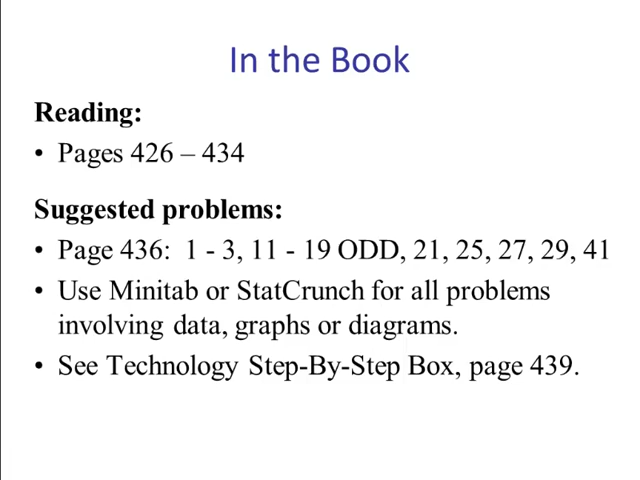 In the Book
Reading:
• Pages 426 – 434
Suggested problems:
• Page 436:  1 - 3, 11 - 19 ODD, 21, 25, 27, 29, 41
• Use Minitab or StatCrunch for all problems
involving data, graphs or diagrams.
• See Technology Step-By-Step Box, page 439.